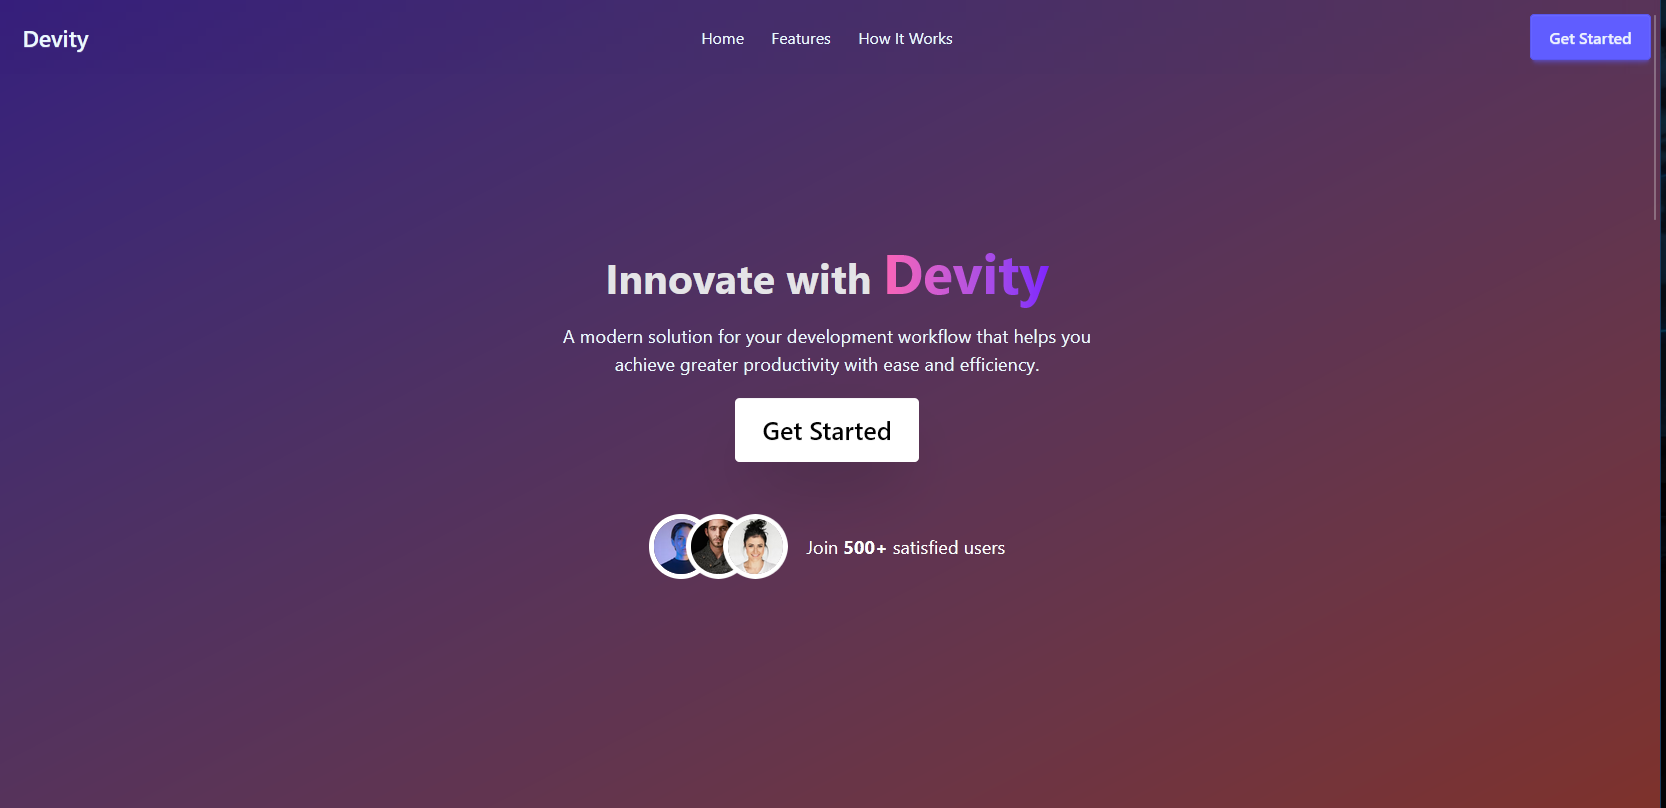 Devity
Home Features How It Works
Get Started
Innovate with Devity
A modern solution for your development workflow that helps you
achieve greater productivity with ease and efficiency.
Get Started
Join 500+ satisfied users